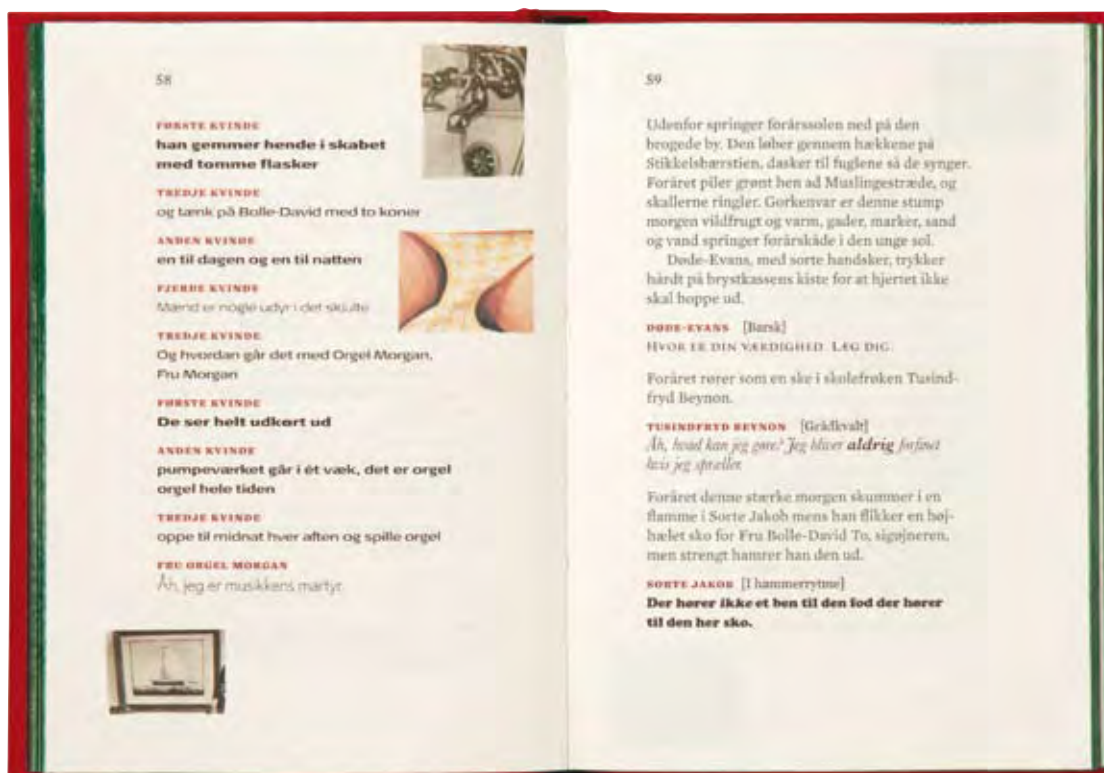 58
FØRSTE KVINDE
han gemmer hende i skabet
med tomme flasker
TREDJE KVINDE
og tænk på Bolle-David med to koner
ANDEN KVINDE
en til dagen og en til natten
FJERDE KVINDE
Mænd er nogle udyr i det skjulte
TREDJE KVINDE
Og hvordan går det med Orgel Morgan,
Fru Morgan
FØRSTE KVINDE
De ser helt udkørt ud
ANDEN KVINDE
pumpeværket går i ét væk, det er orgel
orgel hele tiden
TREDJE KVINDE
oppe til midnat hver aften og spille orgel
FRU ORGEL MORGAN
Åh, jeg er musikkens martyr.
59
Udenfor springer forårssolen ned på den
brogede by. Den løber gennem hækkene på
Stikkelsbærstien, dasker til fuglene så de synger.
Foråret piler grønt hen ad Muslingestræde, og
skallerne ringler. Gorkenvar er denne stump
morgen vildfrugt og varm, gader, marker, sand
og vand springer forårskåde i den unge sol.
Døde-Evans, med sorte handsker, trykker
hårdt på brystkassens kiste for at hjertet ikke
skal hoppe ud.
DØDE-EVANS [Barsk]
HVOR ER DIN VÆRDIGHED. LÆG DIG.
Foråret rører som en ske i skolefrøken Tusind-
fryd Beynon.
TUSINDFRYD BEYNON [Grådkvalt]
Åh, hvad kan jeg gøre? Jeg bliver aldrig forfinet
hvis jeg spræller.
Foråret denne stærke morgen skummer i en
flamme i Sorte Jakob mens han flikker en høj-
hælet sko for Fru Bolle-David To, sigøjneren,
men strengt hamrer han den ud.
SORTE JAKOB [I hammerrytme]
Der hører ikke et ben til den fod der hører
til den her sko.